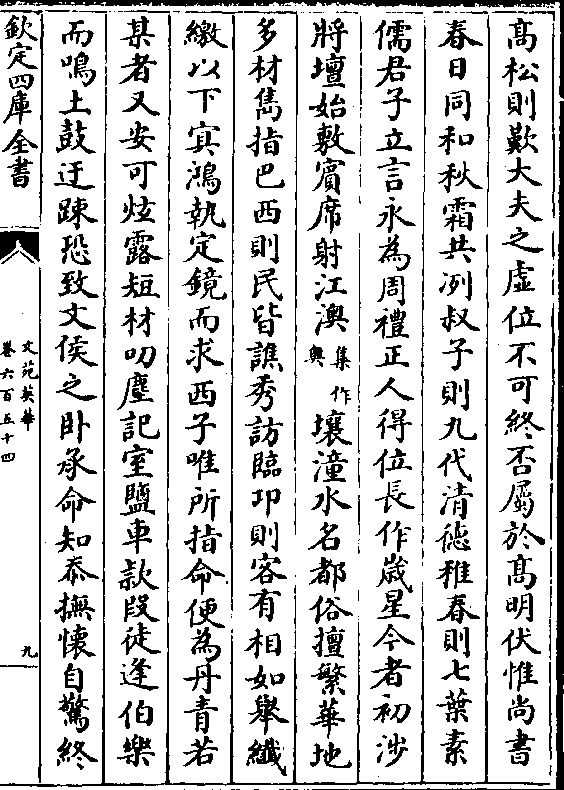 髙松則歎大夫之虚位不可終否屬於髙明伏惟尚書
春日同和秋霜共冽叔子則九代清徳稚春則七葉素
儒君子立言永為周禮正人得位長作歳星今者初渉
將壇始敷賓席射江澳集作奥壤潼水名都俗擅繁華地
多材雋指巴西則民皆譙秀訪臨邛則客有相如舉纖
繳以下㝠鴻執定鏡而求西子唯所指命便為丹青若
某者又安可炫露短材叨塵記室鹽車款段徒逢伯樂
而鳴土鼓迂踈恐致文侯之卧承命知忝撫懐自驚終
欽定四庫全書
文苑英華
卷六百五十四
九